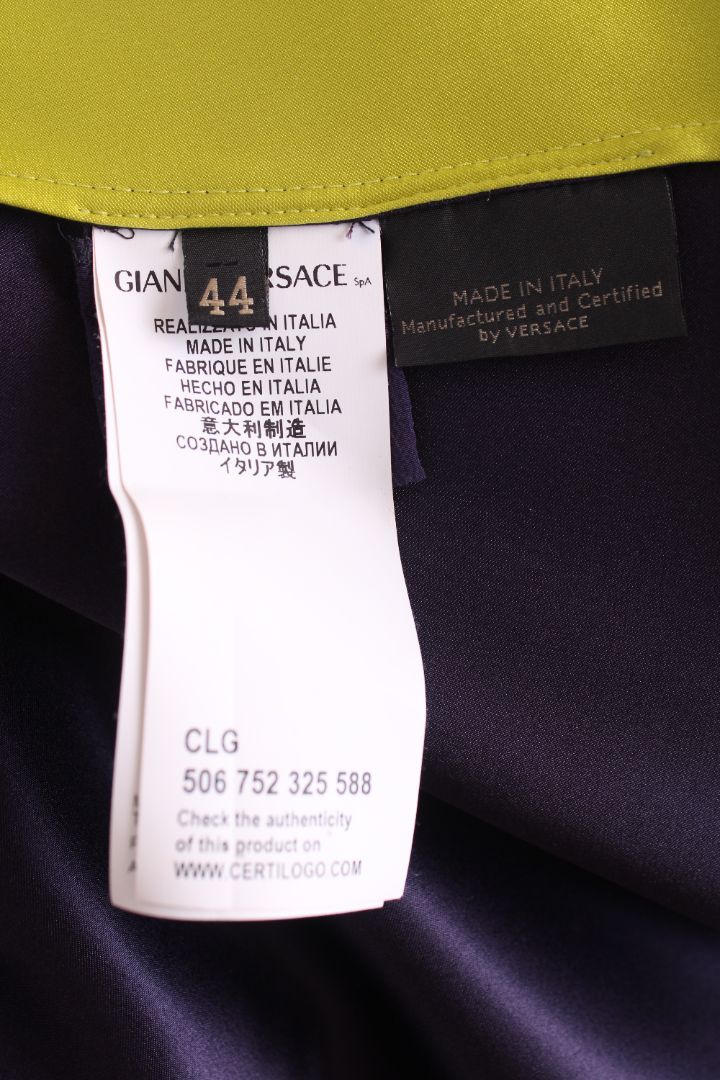 GIAN RSACE SpA
44
REALIZZATO IN ITALIA
MADE IN ITALY
FABRIQUE EN ITALIE
HECHO EN ITALIA
FABRICADO EM ITALIA
意大利制造
СОЗДАНО В ИТАЛИИ
イタリア製
CLG
506 752 325 588
Check the authenticity
of this product on
WWW.CERTILOGO.COM
MADE IN ITALY
Manufactured and Certified
by VERSACE